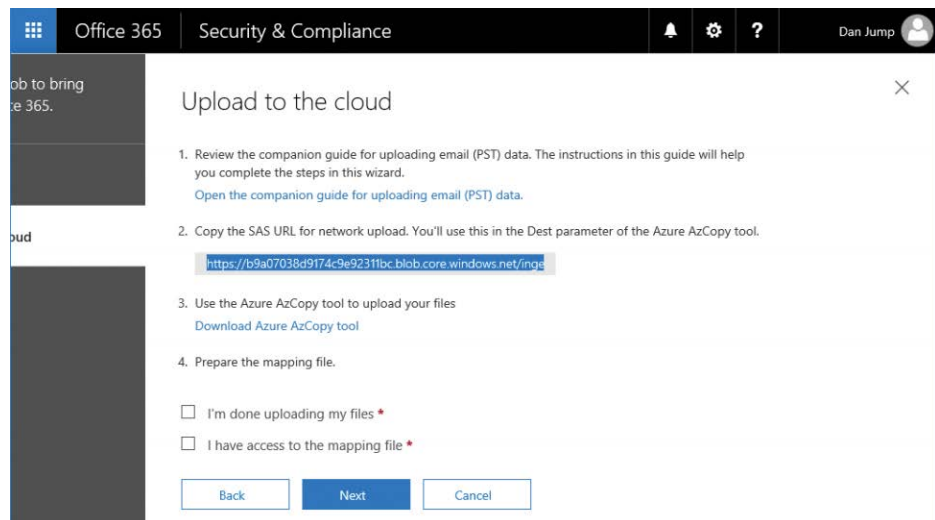 Office 365
Security & Compliance
?
Dan Jump
ob to bring
ce 365.
oud
Upload to the cloud
1. Review the companion guide for uploading email (PST) data. The instructions in this guide will help
you complete the steps in this wizard.
Open the companion guide for uploading email (PST) data.
2. Copy the SAS URL for network upload. You'll use this in the Dest parameter of the Azure AzCopy tool.
https://b9a07038d9174c9e92311bc.blob.core.windows.net/inge
3. Use the Azure AzCopy tool to upload your files
Download Azure AzCopy tool
4. Prepare the mapping file.
I'm done uploading my files *
I have access to the mapping file *
Back
Next
Cancel